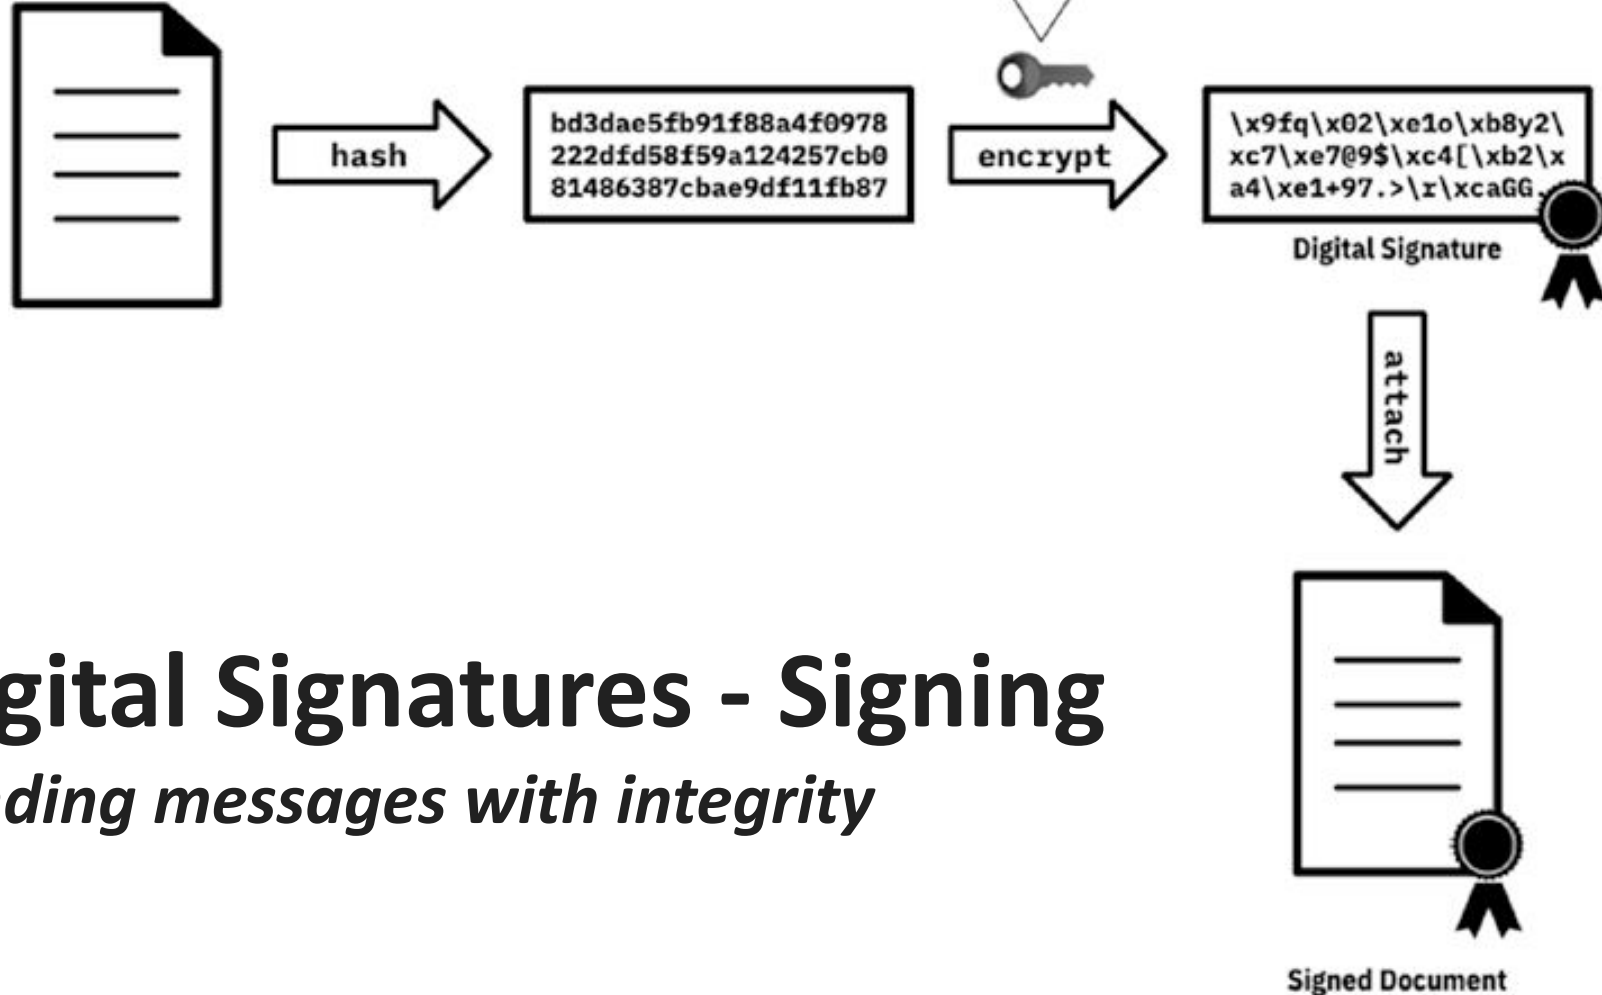 hash
bd3dae5fb91f88a4f0978
222dfd58f59a124257cb0
81486387cbae9df11fb87
encrypt
\x9fq\x02\xe1o\xb8y2\
xc7\xe7@9$\xc4[\xb2\x
a4\xe1+97.>\r\xcaGG.
Digital Signature
attach
gital Signatures - Signing
ding messages with integrity
Signed Document